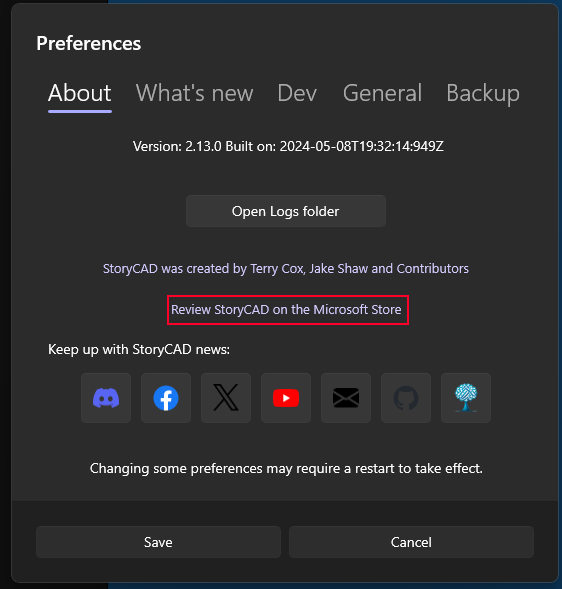 Preferences
About What's new Dev General Backup
Version: 2.13.0 Built on: 2024-05-08T19:32:14:949Z
Open Logs folder
StoryCAD was created by Terry Cox, Jake Shaw and Contributors
Review StoryCAD on the Microsoft Store
Keep up with StoryCAD news:
Changing some preferences may require a restart to take effect.
Save Cancel